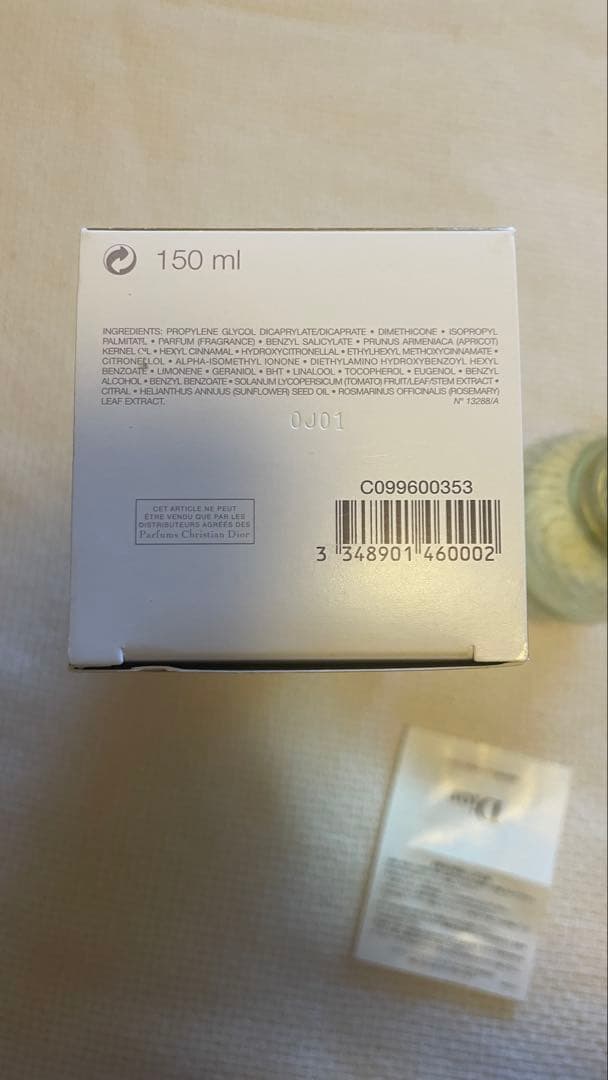 150 ml
INGREDIENTS: PROPYLENE GLYCOL DICAPRYLATE/DICAPRATE • DIMETHICONE • ISOPROPYL
PALMITATE • PARFUM (FRAGRANCE) • BENZYL SALICYLATE • PRUNUS ARMENIACA (APRICOT)
KERNEL OIL • HEXYL CINNAMAL • HYDROXYCITRONELLAL • ETHYLHEXYL METHOXYCINNAMATE •
CITRONELLOL • ALPHA-ISOMETHYL IONONE • DIETHYLAMINO HYDROXYBENZOYL HEXYL
BENZOATE • LIMONENE • GERANIOL • BHT • LINALOOL • TOCOPHEROL • EUGENOL • BENZYL
ALCOHOL • BENZYL BENZOATE • SOLANUM LYCOPERSICUM (TOMATO) FRUIT/LEAF/STEM EXTRACT •
CITRAL • HELIANTHUS ANNUUS (SUNFLOWER) SEED OIL • ROSMARINUS OFFICINALIS (ROSEMARY)
LEAF EXTRACT. N° 13268/A
0J01
CET ARTICLE NE PEUT
ÊTRE VENDU QUE PAR LES
DISTRIBUTEURS AGRÉÉS DES
Parfums Christian Dior
C099600353
3 348901 460002
Dior